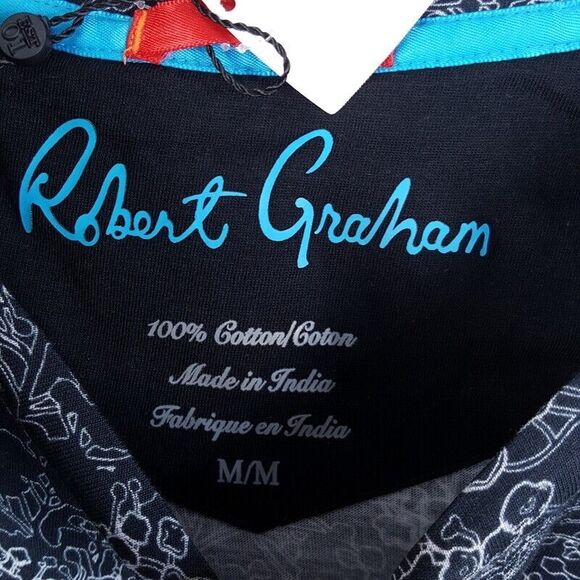 Robert Graham
100% Cotton/Coton
Made in India
Fabrique en India
M/M